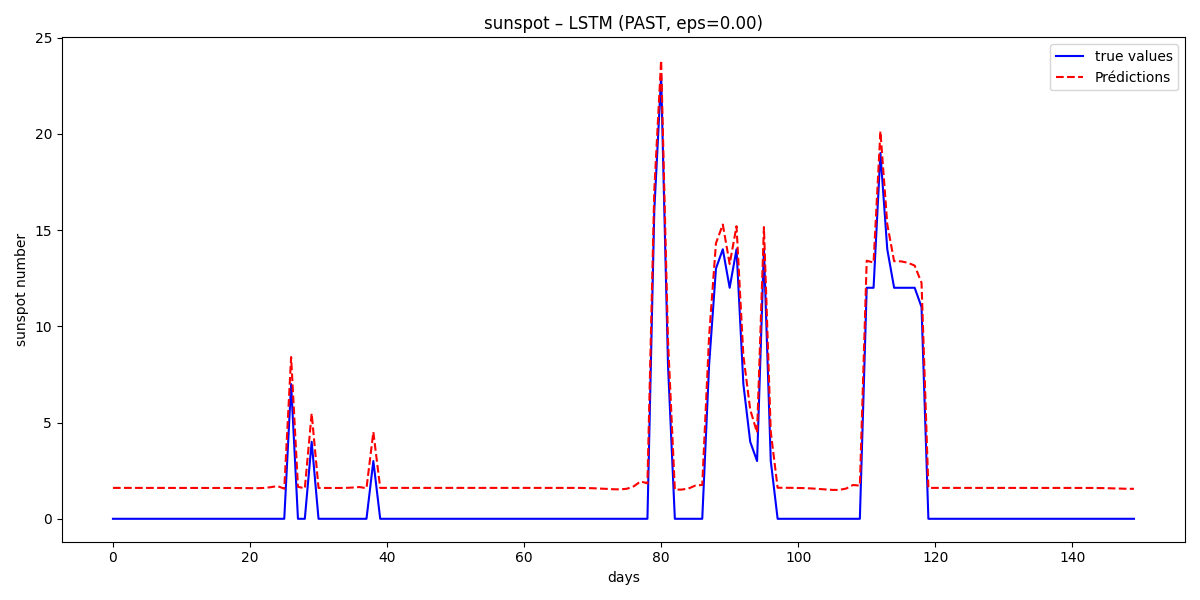 sunspot – LSTM (PAST, eps=0.00)
true values
Prédictions
sunspot number
25
20
15
10
5
0
0 20 40 60 80 100 120 140
days